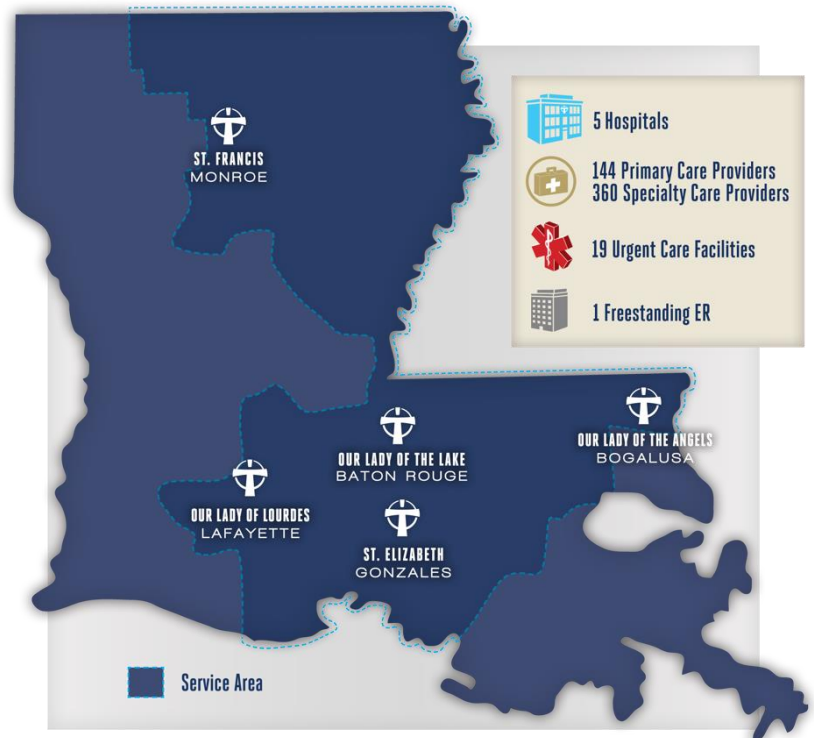 5 Hospitals
144 Primary Care Providers
360 Specialty Care Providers
19 Urgent Care Facilities
1 Freestanding ER
ST. FRANCIS
MONROE
OUR LADY OF THE LAKE
BATON ROUGE
OUR LADY OF THE ANGELS
BOGALUSA
OUR LADY OF LOURDES
LAFAYETTE
ST. ELIZABETH
GONZALES
Service Area